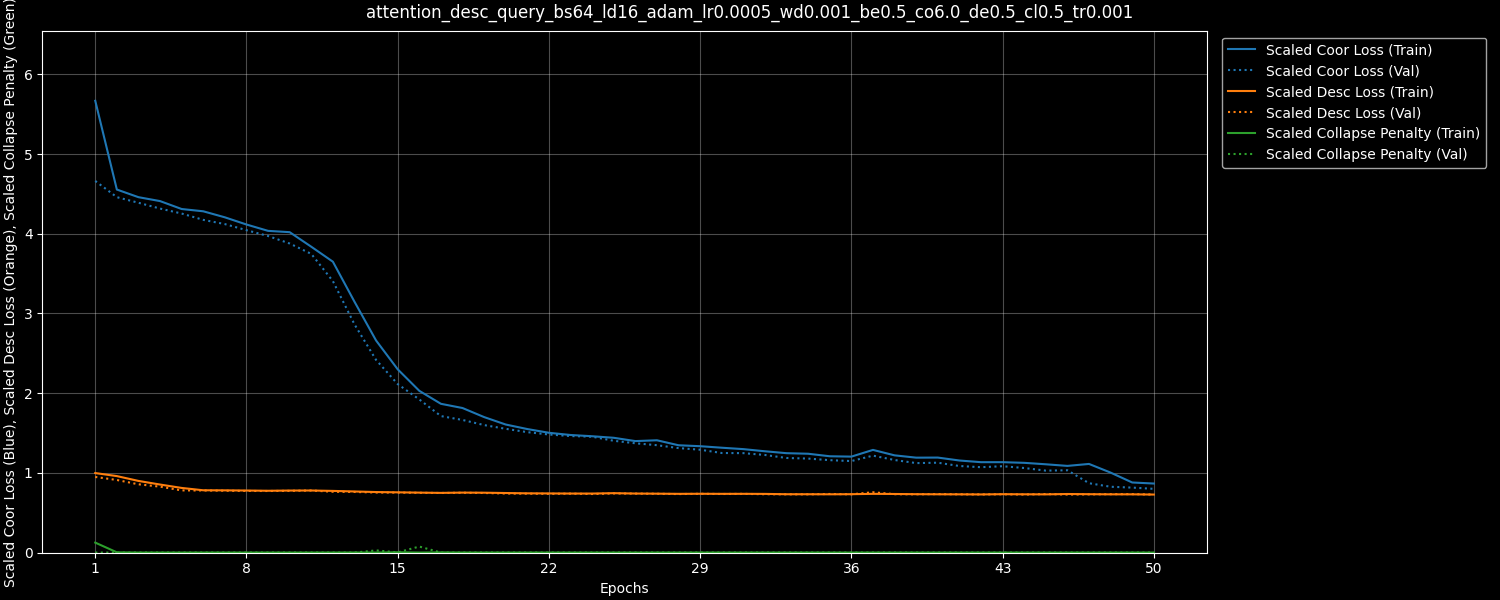 attention_desc_query_bs64_ld16_adam_lr0.0005_wd0.001_be0.5_co6.0_de0.5_cl0.5_tr0.001
Scaled Coor Loss (Blue), Scaled Desc Loss (Orange), Scaled Collapse Penalty (Green)
6
5
4
3
2
1
0
1 8 15 22 29 36 43 50
Epochs
Scaled Coor Loss (Train)
Scaled Coor Loss (Val)
Scaled Desc Loss (Train)
Scaled Desc Loss (Val)
Scaled Collapse Penalty (Train)
Scaled Collapse Penalty (Val)